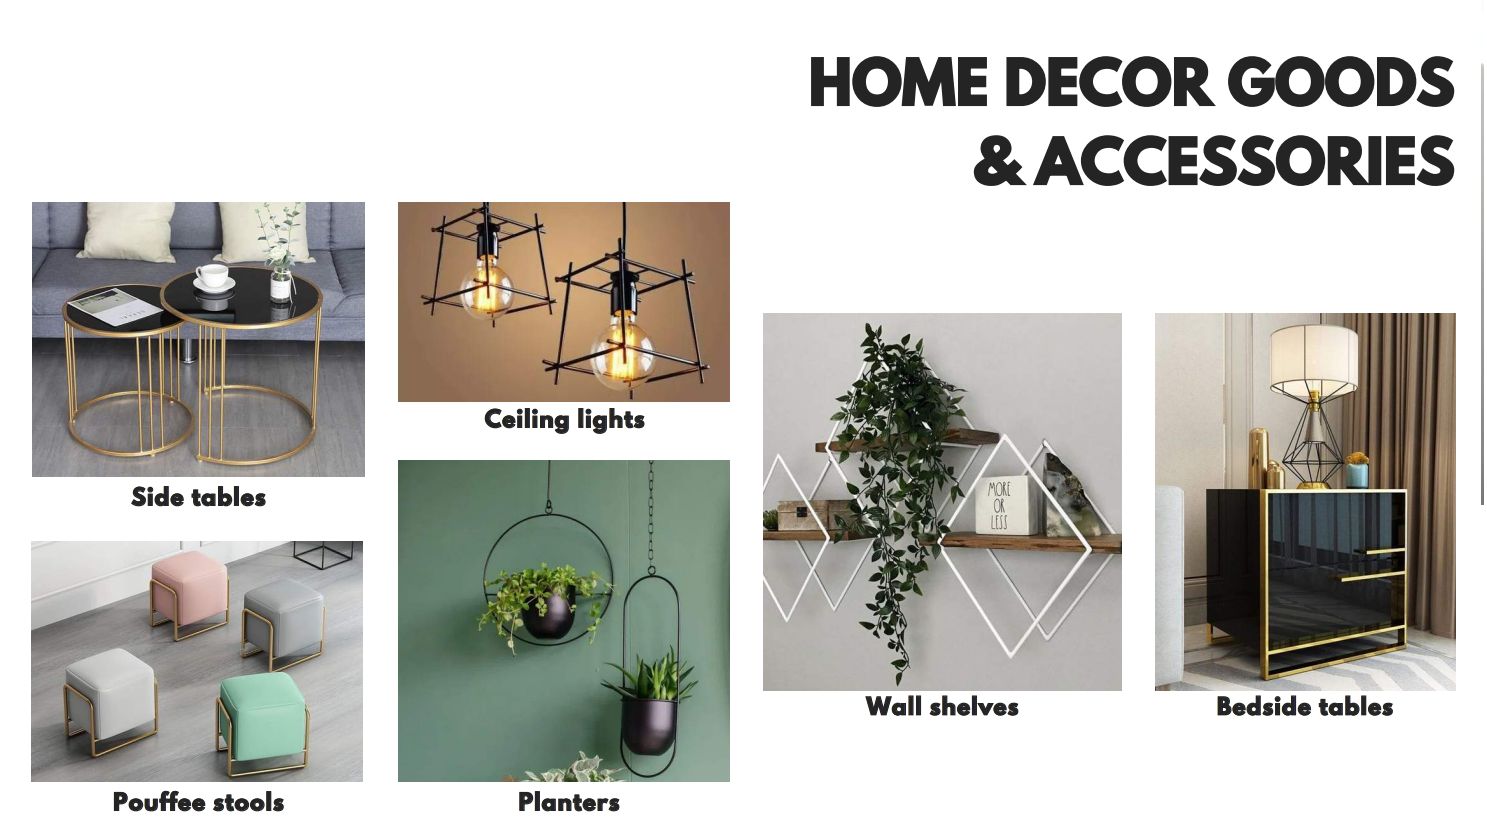 HOME DECOR GOODS
& ACCESSORIES
Side tables
Ceiling lights
MORE
OR
LESS
Wall shelves
Bedside tables
Pouffee stools
Planters